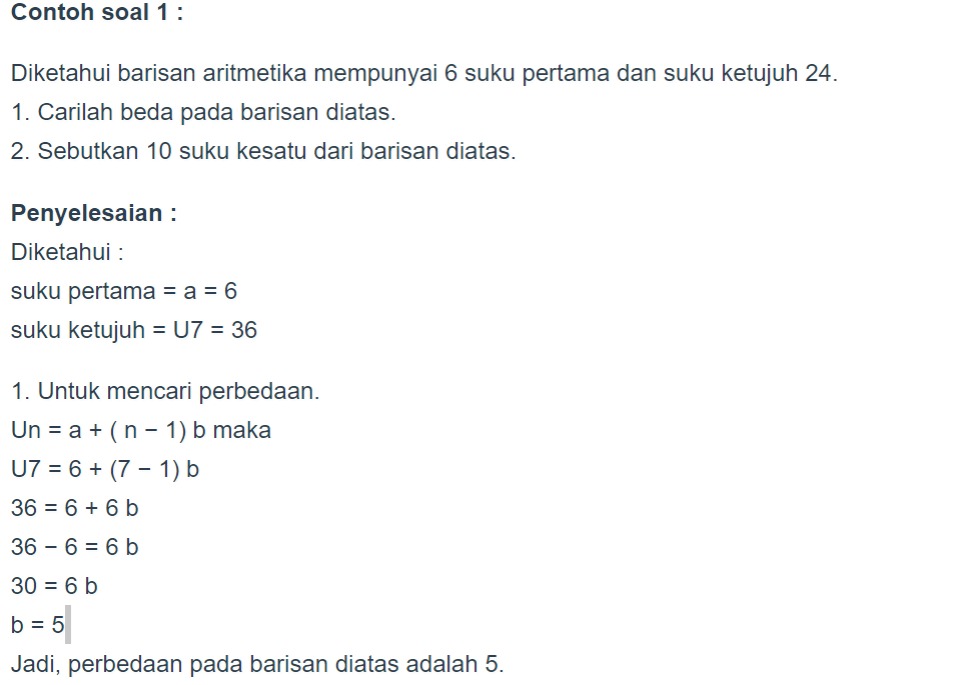 Contoh soal 1 :
Diketahui barisan aritmetika mempunyai 6 suku pertama dan suku ketujuh 24.
1. Carilah beda pada barisan diatas.
2. Sebutkan 10 suku kesatu dari barisan diatas.
Penyelesaian :
Diketahui :
suku pertama = a = 6
suku ketujuh = U7 = 36
1. Untuk mencari perbedaan.
Un = a + ( n − 1) b maka
U7 = 6 + (7 − 1) b
36 = 6 + 6 b
36 − 6 = 6 b
30 = 6 b
b = 5
Jadi, perbedaan pada barisan diatas adalah 5.